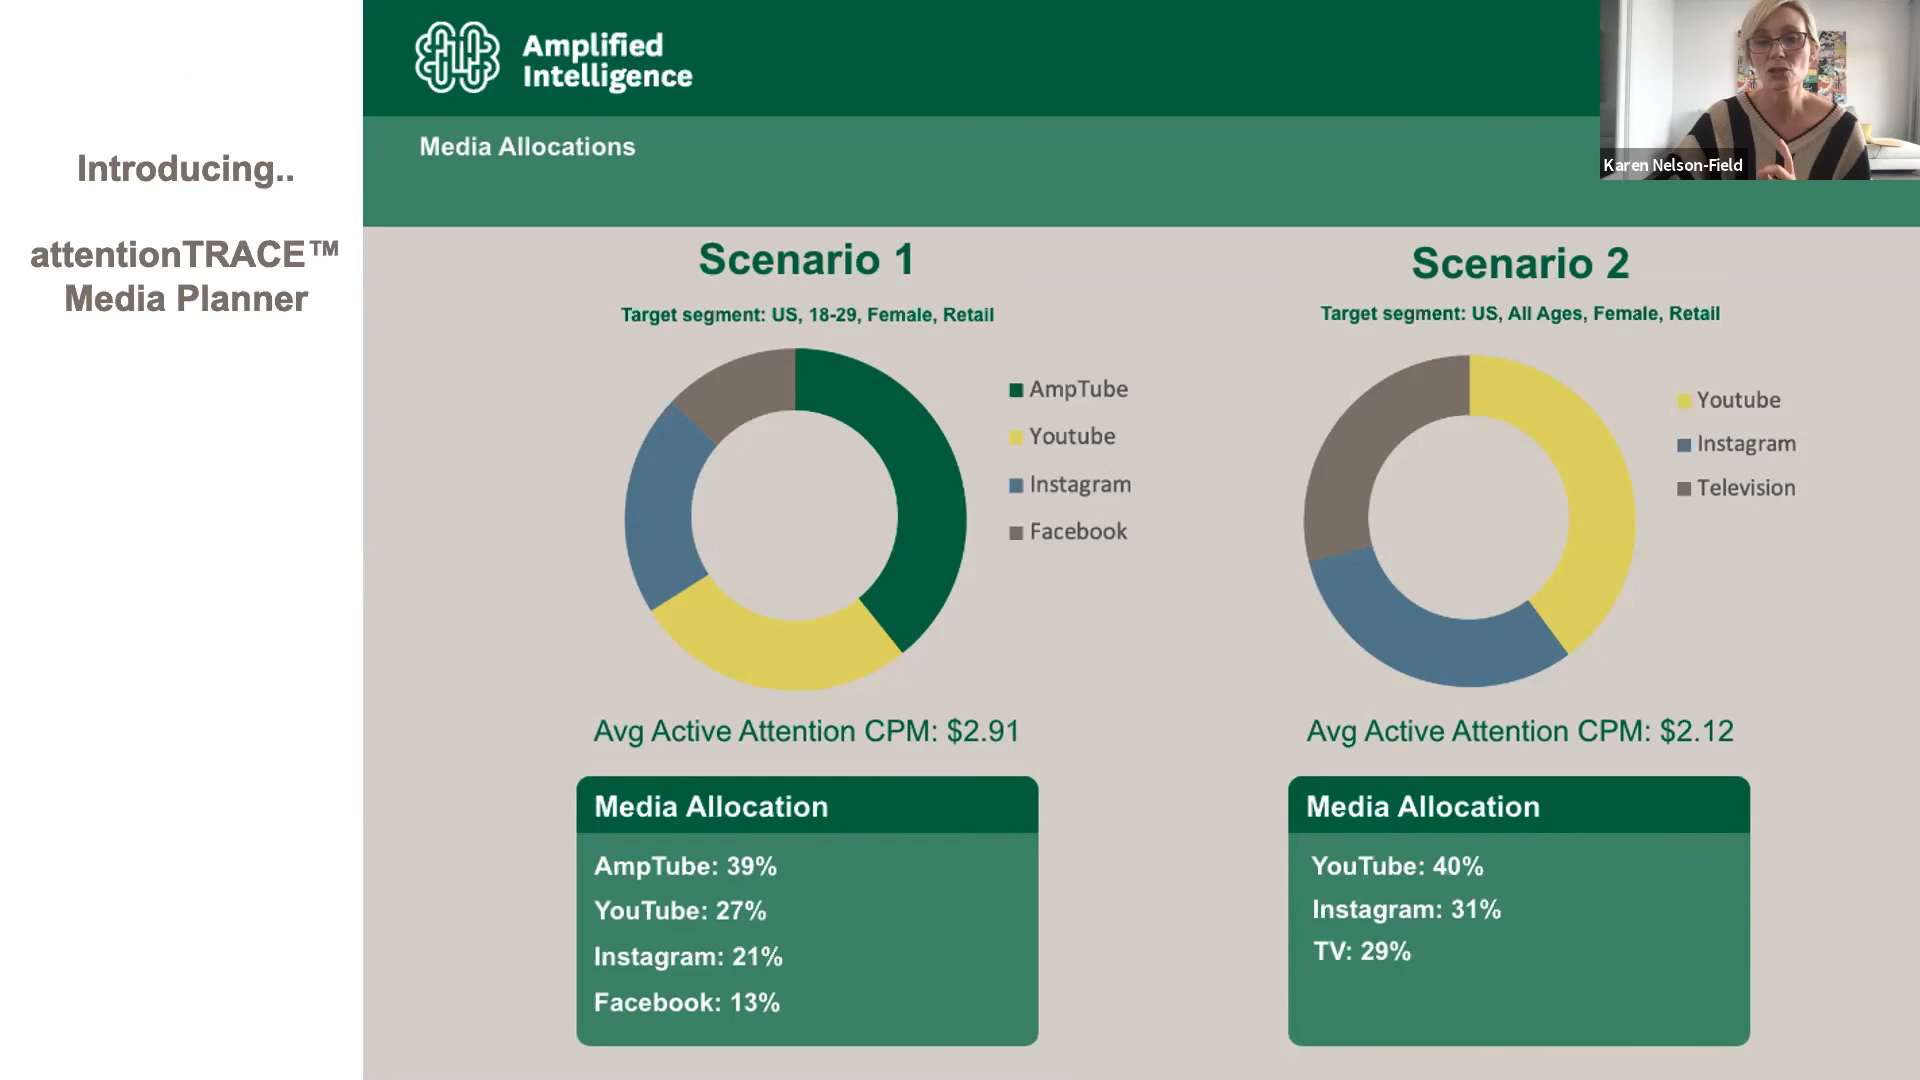 Introducing..
attentionTRACE™
Media Planner
Amplified
Intelligence
Media Allocations
Karen Nelson-Field
Scenario 1
Target segment: US, 18-29, Female, Retail
AmpTube
Youtube
Instagram
Facebook
Avg Active Attention CPM: $2.91
Media Allocation
AmpTube: 39%
YouTube: 27%
Instagram: 21%
Facebook: 13%
Scenario 2
Target segment: US, All Ages, Female, Retail
Youtube
Instagram
Television
Avg Active Attention CPM: $2.12
Media Allocation
YouTube: 40%
Instagram: 31%
TV: 29%